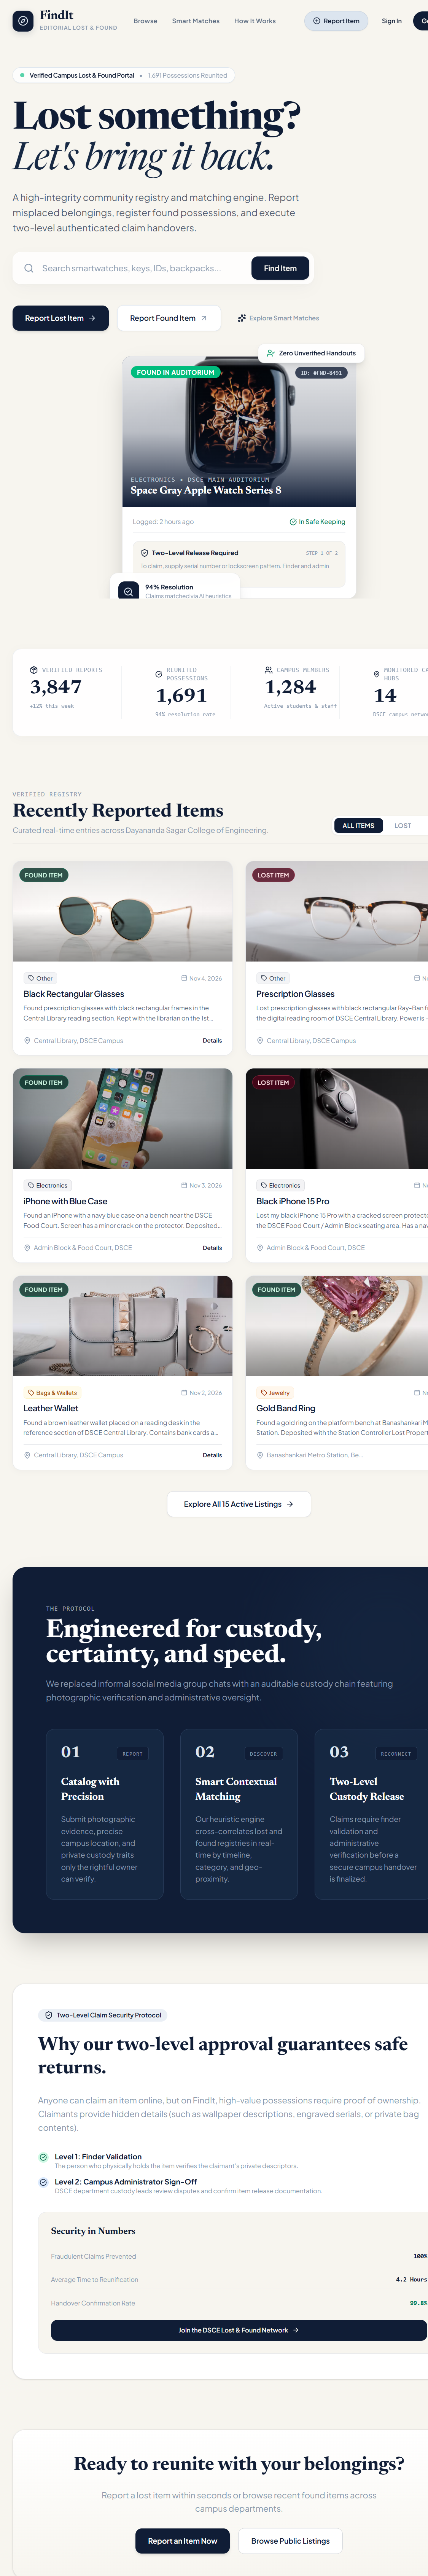 FindIt
EDITORIAL LOST & FOUND
Browse
Smart Matches
How It Works
Report Item
Sign In
Verified Campus Lost & Found Portal • 1,691 Possessions Reunited
Lost something?
Let's bring it back.
A high-integrity community registry and matching engine. Report
misplaced belongings, register found possessions, and execute
two-level authenticated claim handovers.
Search smartwatches, keys, IDs, backpacks...
Find Item
Report Lost Item
Report Found Item
Explore Smart Matches
Zero Unverified Handouts
FOUND IN AUDITORIUM
ID: #FND-8491
ELECTRONICS • DSCE MAIN AUDITORIUM
Space Gray Apple Watch Series 8
Logged: 2 hours ago
In Safe Keeping
Two-Level Release Required
STEP 1 OF 2
To claim, supply serial number or lockscreen pattern. Finder and admin
94% Resolution
Claims matched via AI heuristics
VERIFIED REPORTS
3,847
+12% this week
REUNITED
POSSESSIONS
1,691
94% resolution rate
CAMPUS MEMBERS
1,284
Active students & staff
MONITORED CA
HUBS
14
DSCE campus netwo
VERIFIED REGISTRY
Recently Reported Items
Curated real-time entries across Dayananda Sagar College of Engineering.
ALL ITEMS
LOST
FOUND ITEM
Other
Nov 4, 2026
Black Rectangular Glasses
Found prescription glasses with black rectangular frames in the
Central Library reading section. Kept with the librarian on the 1st...
Central Library, DSCE Campus
Details
LOST ITEM
Other
Prescription Glasses
Lost prescription glasses with black rectangular Ray-Ban f
the digital reading room of DSCE Central Library. Power is -
Central Library, DSCE Campus
FOUND ITEM
Electronics
Nov 3, 2026
iPhone with Blue Case
Found an iPhone with a navy blue case on a bench near the DSCE
Food Court. Screen has a minor crack on the protector. Deposited...
Admin Block & Food Court, DSCE
Details
LOST ITEM
Electronics
Black iPhone 15 Pro
Lost my black iPhone 15 Pro with a cracked screen protecto
the DSCE Food Court / Admin Block seating area. Has a nav
Admin Block & Food Court, DSCE
FOUND ITEM
Bags & Wallets
Nov 2, 2026
Leather Wallet
Found a brown leather wallet placed on a reading desk in the
reference section of DSCE Central Library. Contains bank cards a...
Central Library, DSCE Campus
Details
FOUND ITEM
Jewelry
Gold Band Ring
Found a gold ring on the platform bench at Banashankari M
Station. Deposited with the Station Controller Lost Propert
Banashankari Metro Station, Be...
Explore All 15 Active Listings
THE PROTOCOL
Engineered for custody,
certainty, and speed.
We replaced informal social media group chats with an auditable custody chain featuring
photographic verification and administrative oversight.
01
REPORT
Catalog with
Precision
Submit photographic
evidence, precise
campus location, and
private custody traits
only the rightful owner
can verify.
02
DISCOVER
Smart Contextual
Matching
Our heuristic engine
cross-correlates lost and
found registries in real-
time by timeline,
category, and geo-
proximity.
03
RECONNECT
Two-Level
Custody Release
Claims require finder
validation and
administrative
verification before a
secure campus handover
is finalized.
Two-Level Claim Security Protocol
Why our two-level approval guarantees safe
returns.
Anyone can claim an item online, but on FindIt, high-value possessions require proof of ownership.
Claimants provide hidden details (such as wallpaper descriptions, engraved serials, or private bag
contents).
Level 1: Finder Validation
The person who physically holds the item verifies the claimant's private descriptors.
Level 2: Campus Administrator Sign-Off
DSCE department custody leads review disputes and confirm item release documentation.
Security in Numbers
Fraudulent Claims Prevented
100%
Average Time to Reunification
4.2 Hours
Handover Confirmation Rate
99.8%
Join the DSCE Lost & Found Network
Ready to reunite with your belongings?
Report a lost item within seconds or browse recent found items across
campus departments.
Report an Item Now
Browse Public Listings